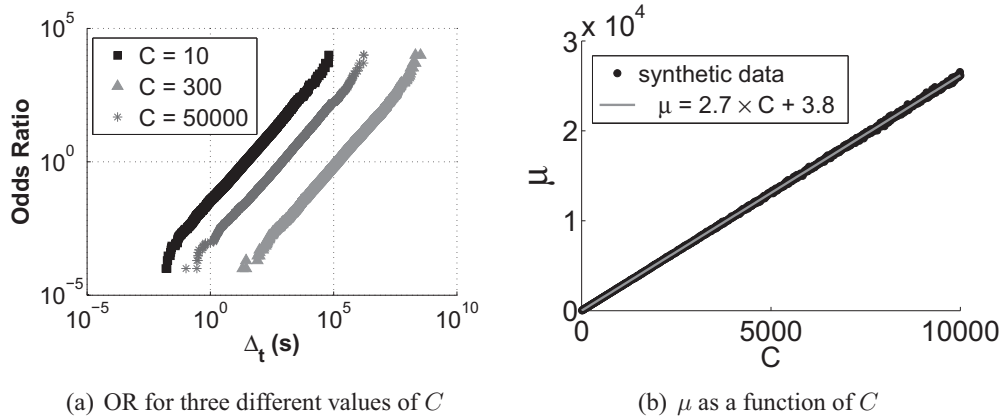 10^5
10^0
10^-5
Odds Ratio
C = 10
C = 300
C = 50000
10^-5
10^0
10^5
10^10
Δ_t (s)
(a) OR for three different values of C
x 10^4
3
2
1
0
μ
synthetic data
μ = 2.7 × C + 3.8
0
5000
10000
C
(b) μ as a function of C